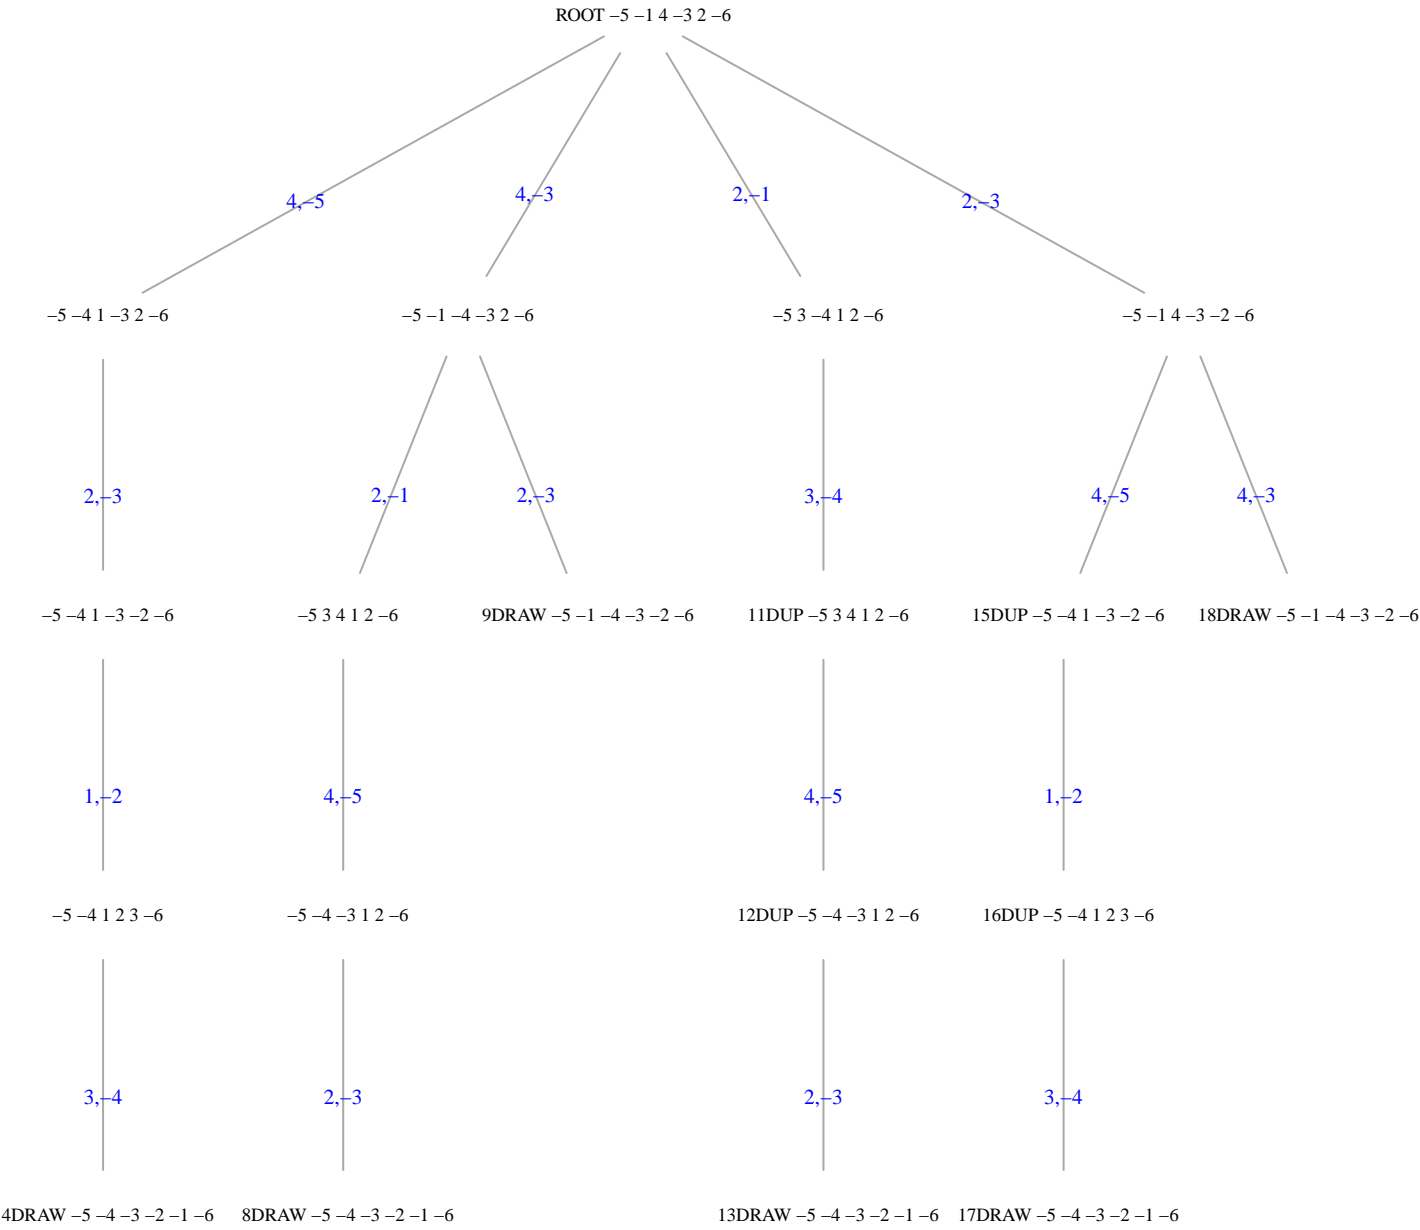 ROOT –5 –1 4 –3 2 –6
4,–5
4,–3
2,–1
2,–3
–5 –4 1 –3 2 –6
–5 –1 –4 –3 2 –6
–5 3 –4 1 2 –6
–5 –1 4 –3 –2 –6
2,–3
2,–1
2,–3
3,–4
4,–5
4,–3
–5 –4 1 –3 –2 –6
–5 3 4 1 2 –6
9DRAW –5 –1 –4 –3 –2 –6
11DUP –5 3 4 1 2 –6
15DUP –5 –4 1 –3 –2 –6
18DRAW –5 –1 –4 –3 –2 –6
1,–2
4,–5
4,–5
1,–2
–5 –4 1 2 3 –6
–5 –4 –3 1 2 –6
12DUP –5 –4 –3 1 2 –6
16DUP –5 –4 1 2 3 –6
3,–4
2,–3
2,–3
3,–4
4DRAW –5 –4 –3 –2 –1 –6
8DRAW –5 –4 –3 –2 –1 –6
13DRAW –5 –4 –3 –2 –1 –6
17DRAW –5 –4 –3 –2 –1 –6